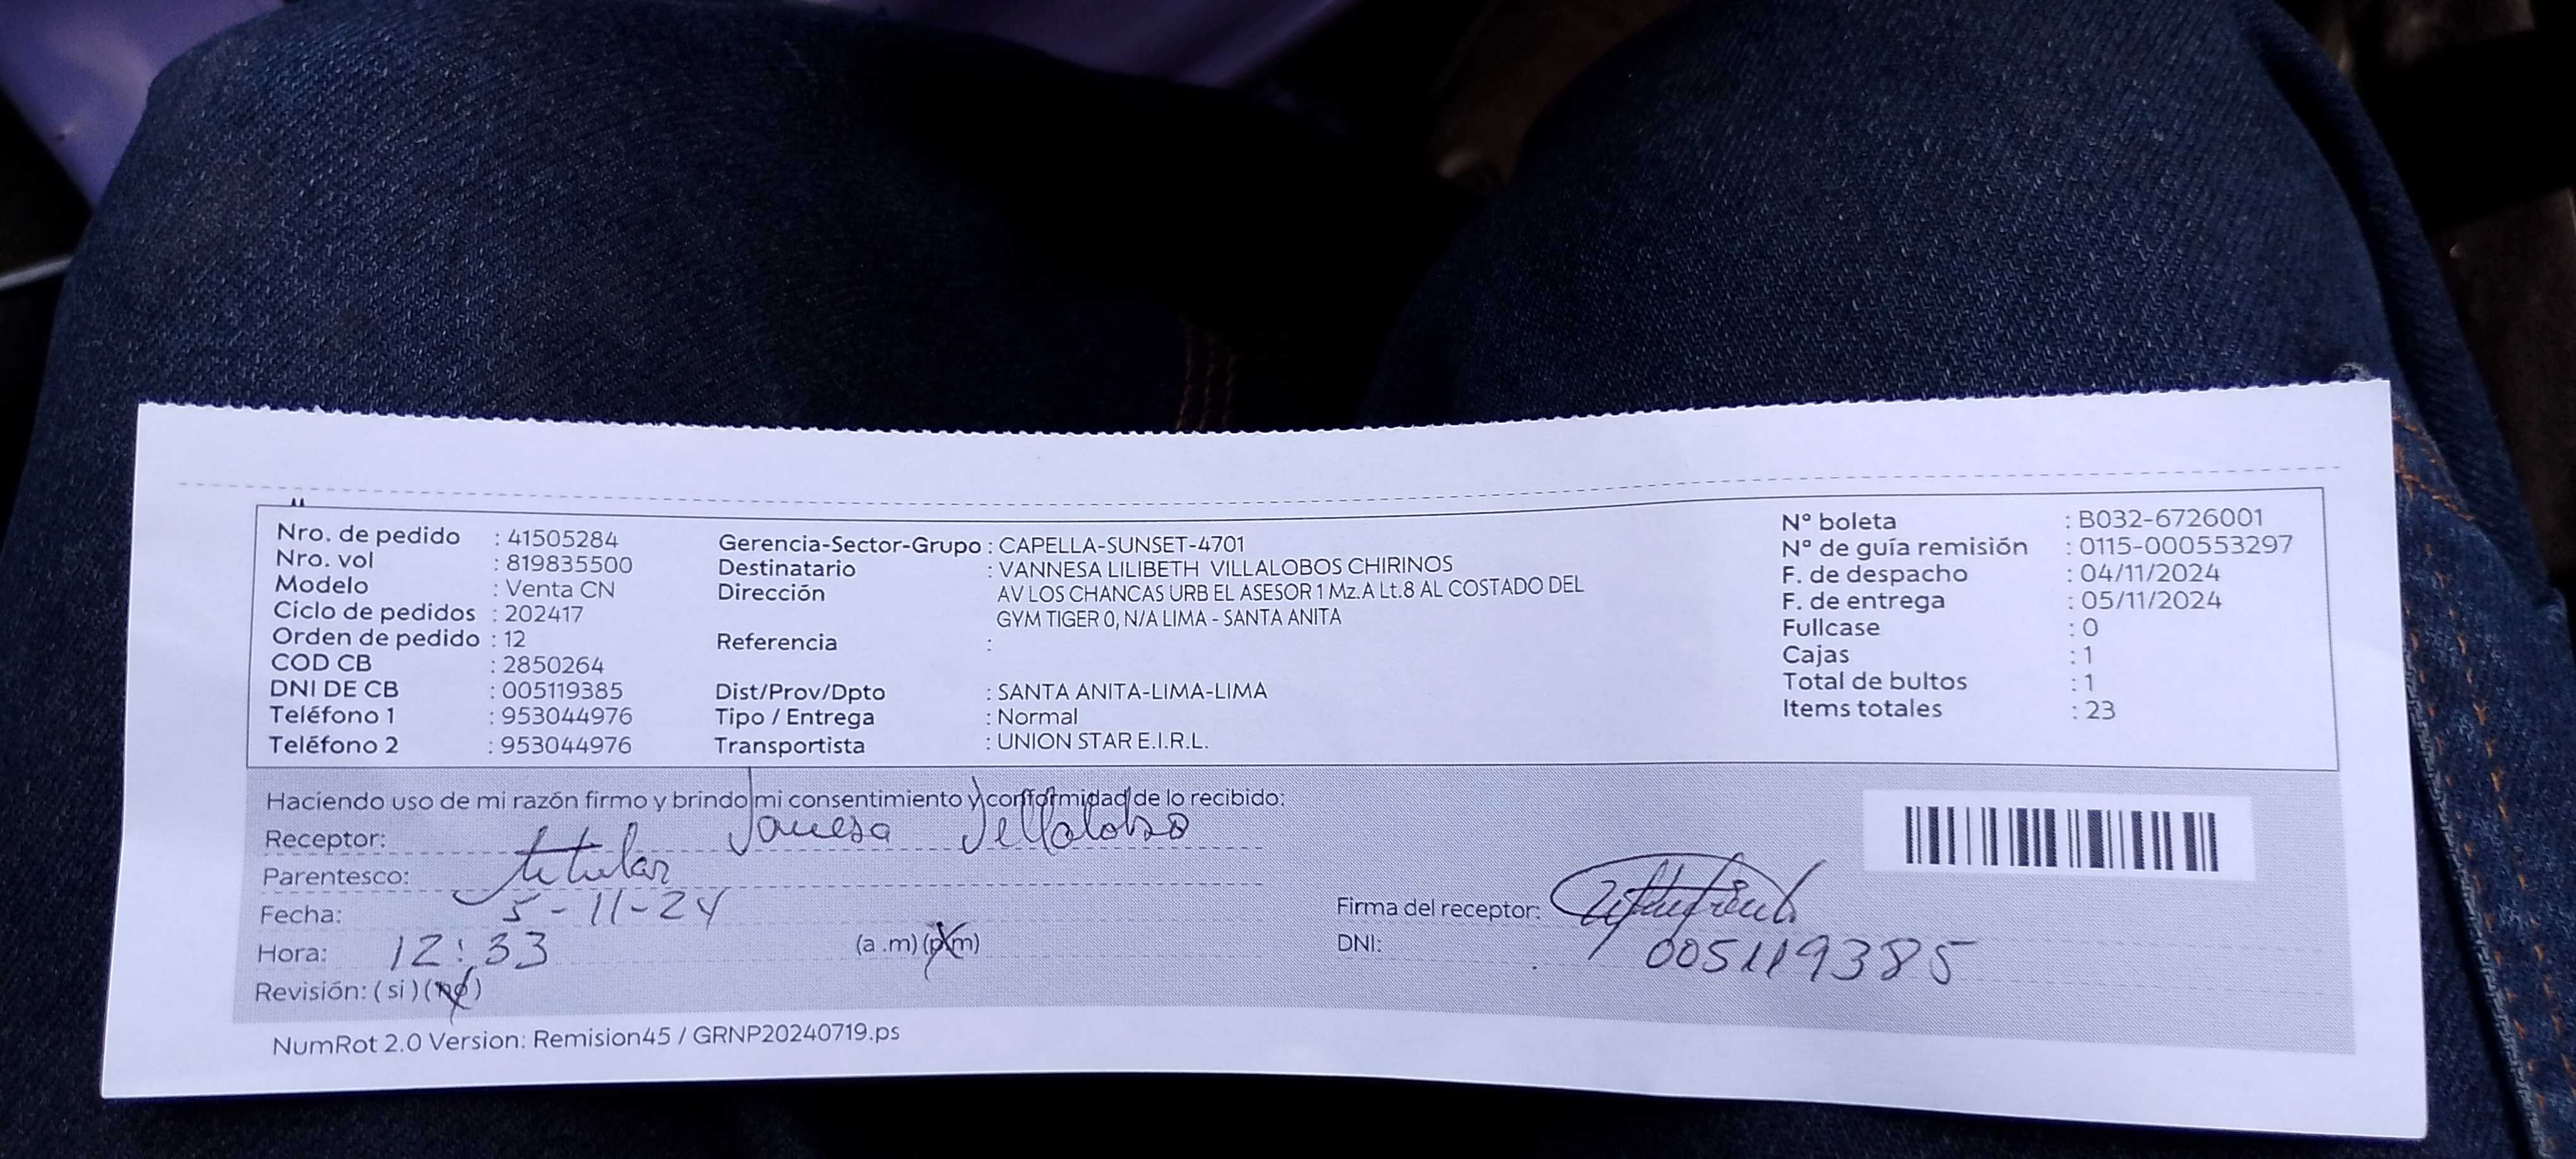 Nro. de pedido : 41505284
Nro. vol : 819835500
Modelo : Venta CN
Ciclo de pedidos : 202417
Orden de pedido : 12
COD CB : 2850264
DNI DE CB : 005119385
Teléfono 1 : 953044976
Teléfono 2 : 953044976
Gerencia-Sector-Grupo : CAPELLA-SUNSET-4701
Destinatario : VANNESA LILIBETH VILLALOBOS CHIRINOS
Dirección AV LOS CHANCAS URB EL ASESOR 1 Mz.A Lt.8 AL COSTADO DEL
GYM TIGER 0, N/A LIMA - SANTA ANITA
Referencia :
Dist/Prov/Dpto : SANTA ANITA-LIMA-LIMA
Tipo / Entrega : Normal
Transportista : UNION STAR E.I.R.L.
N° boleta : B032-6726001
N° de guía remisión : 0115-000553297
F. de despacho : 04/11/2024
F. de entrega : 05/11/2024
Fullcase : 0
Cajas : 1
Total de bultos : 1
Items totales : 23
Haciendo uso de mi razón firmo y brindo mi consentimiento y conformidad de lo recibido:
Receptor: Vanesa Villalobo
Parentesco: titular
Fecha: 5-11-24
Hora: 12:33 (a .m) (p.m)
Revisión: ( si ) ( no )
Firma del receptor:
DNI: 005119385
NumRot 2.0 Version: Remision45 / GRNP20240719.ps